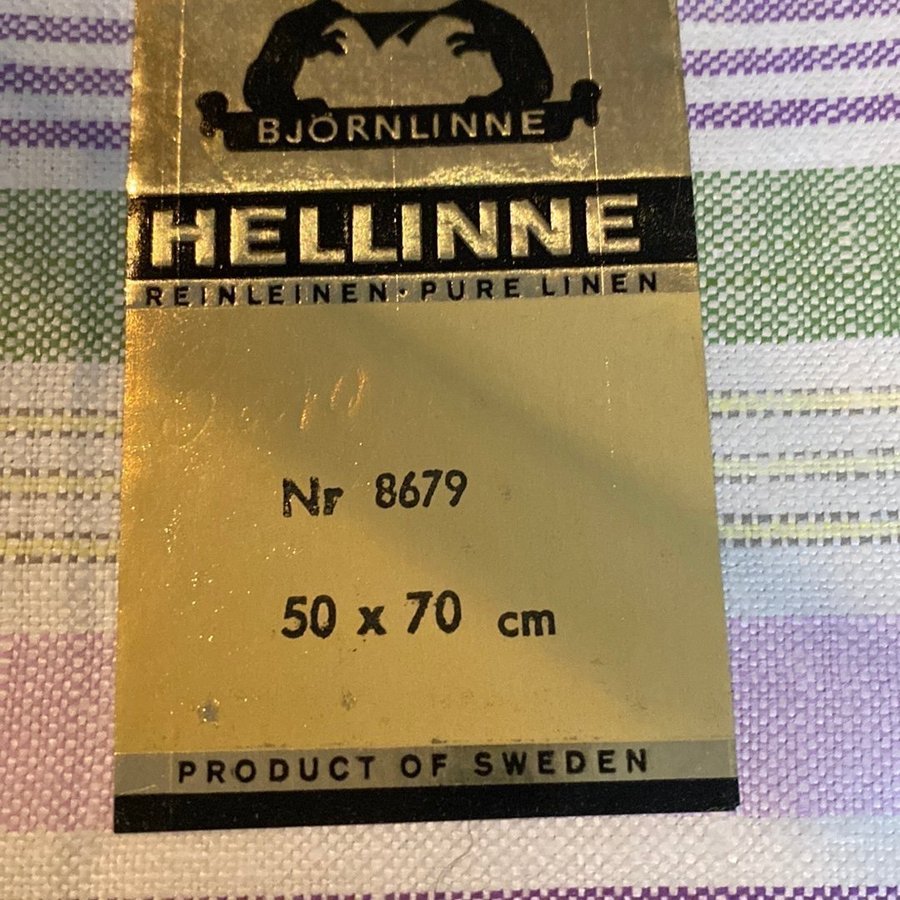 BJÖRNLINNE
HELLINNE
REINLEINEN · PURE LINEN
Nr 8679
50 x 70 cm
PRODUCT OF SWEDEN